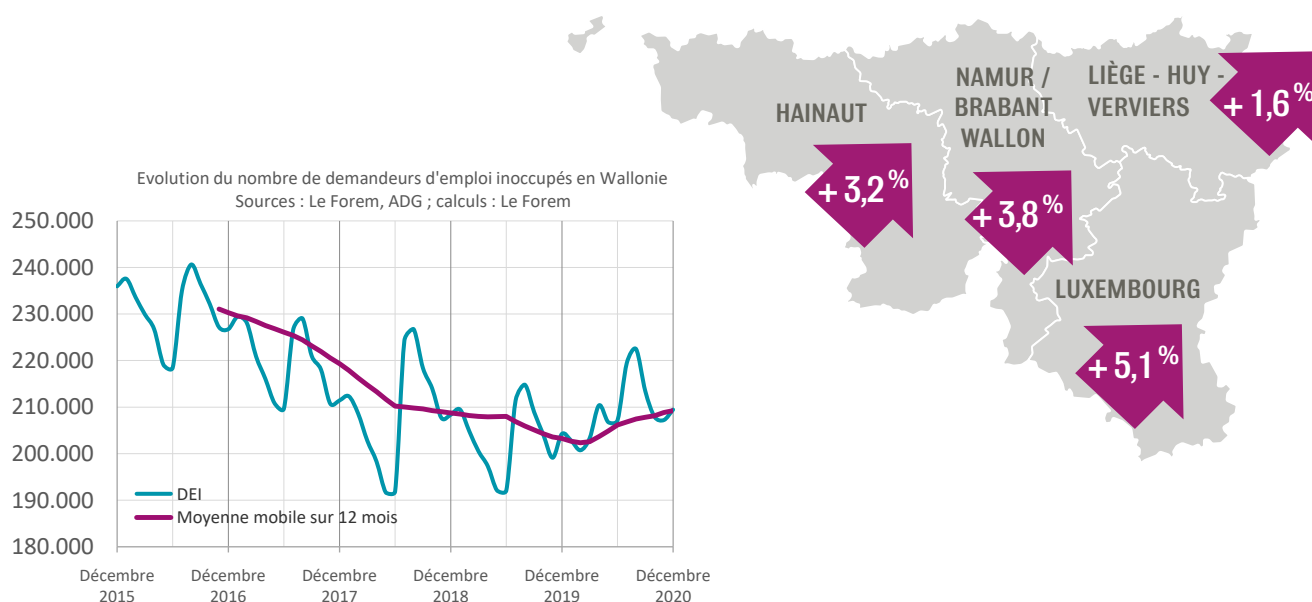 HAINAUT
+ 3,2 %
NAMUR /
BRABANT
WALLON
+ 3,8 %
LIÈGE - HUY -
VERVIERS
+ 1,6 %
LUXEMBOURG
+ 5,1 %
Evolution du nombre de demandeurs d'emploi inoccupés en Wallonie
Sources : Le Forem, ADG ; calculs : Le Forem
250.000
240.000
230.000
220.000
210.000
200.000
190.000
180.000
DEI
Moyenne mobile sur 12 mois
Décembre
2015
Décembre
2016
Décembre
2017
Décembre
2018
Décembre
2019
Décembre
2020